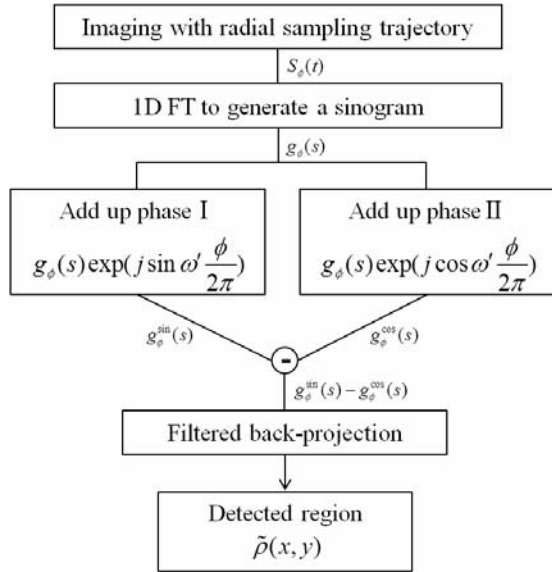 Imaging with radial sampling trajectory
S_ϕ(t)
1D FT to generate a sinogram
g_ϕ(s)
Add up phase I
g_ϕ(s)exp(j sin ω′ ϕ/2π)
Add up phase II
g_ϕ(s)exp(j cos ω′ ϕ/2π)
g_ϕ^sin(s)
g_ϕ^cos(s)
-
g_ϕ^sin(s) − g_ϕ^cos(s)
Filtered back-projection
Detected region
ρ̃(x, y)